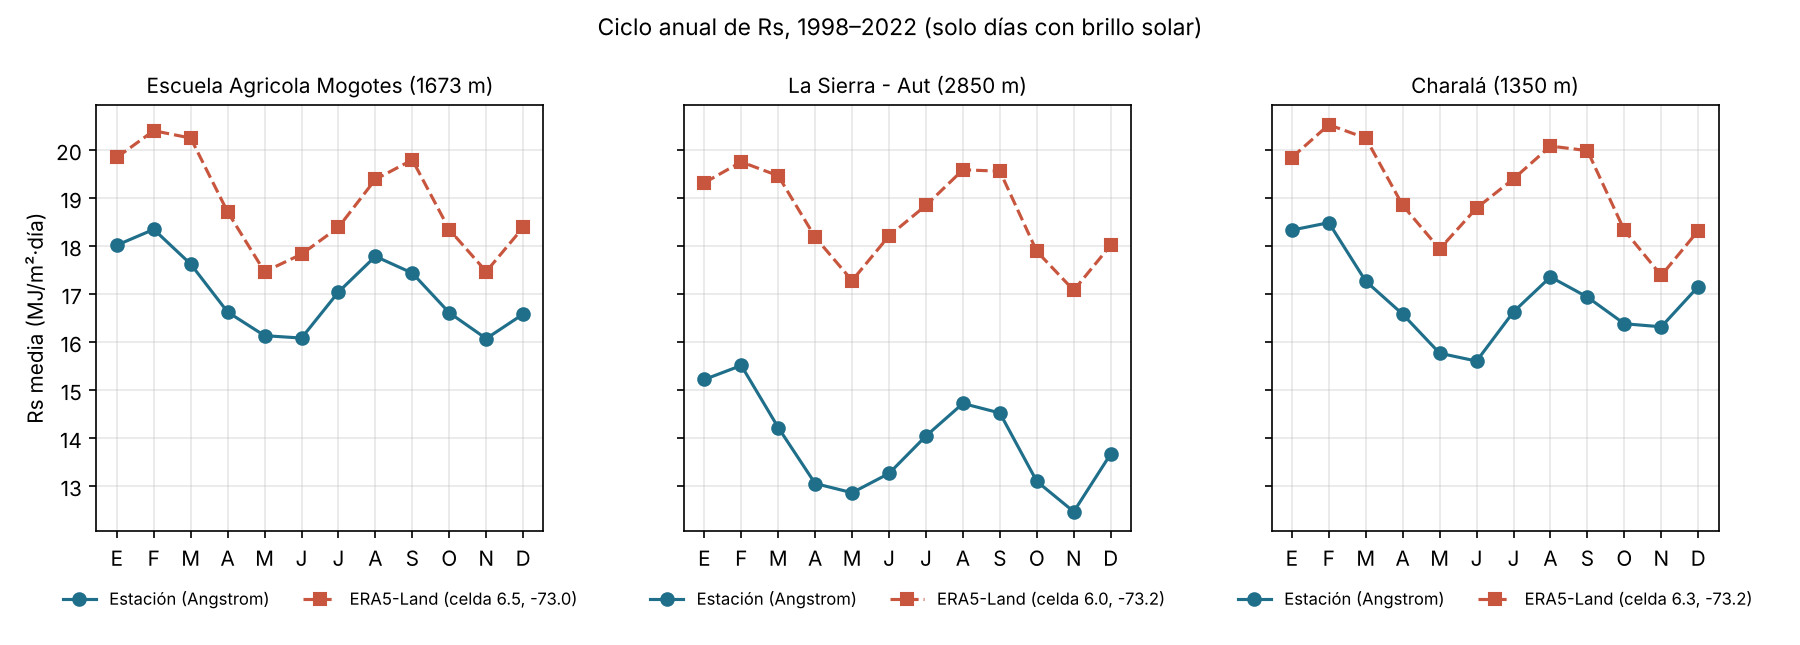 Ciclo anual de Rs, 1998–2022 (solo días con brillo solar)
Escuela Agricola Mogotes (1673 m)
Rs media (MJ/m²·día)
20
19
18
17
16
15
14
13
E F M A M J J A S O N D
Estación (Angstrom) ERA5-Land (celda 6.5, -73.0)
La Sierra - Aut (2850 m)
E F M A M J J A S O N D
Estación (Angstrom) ERA5-Land (celda 6.0, -73.2)
Charalá (1350 m)
E F M A M J J A S O N D
Estación (Angstrom) ERA5-Land (celda 6.3, -73.2)